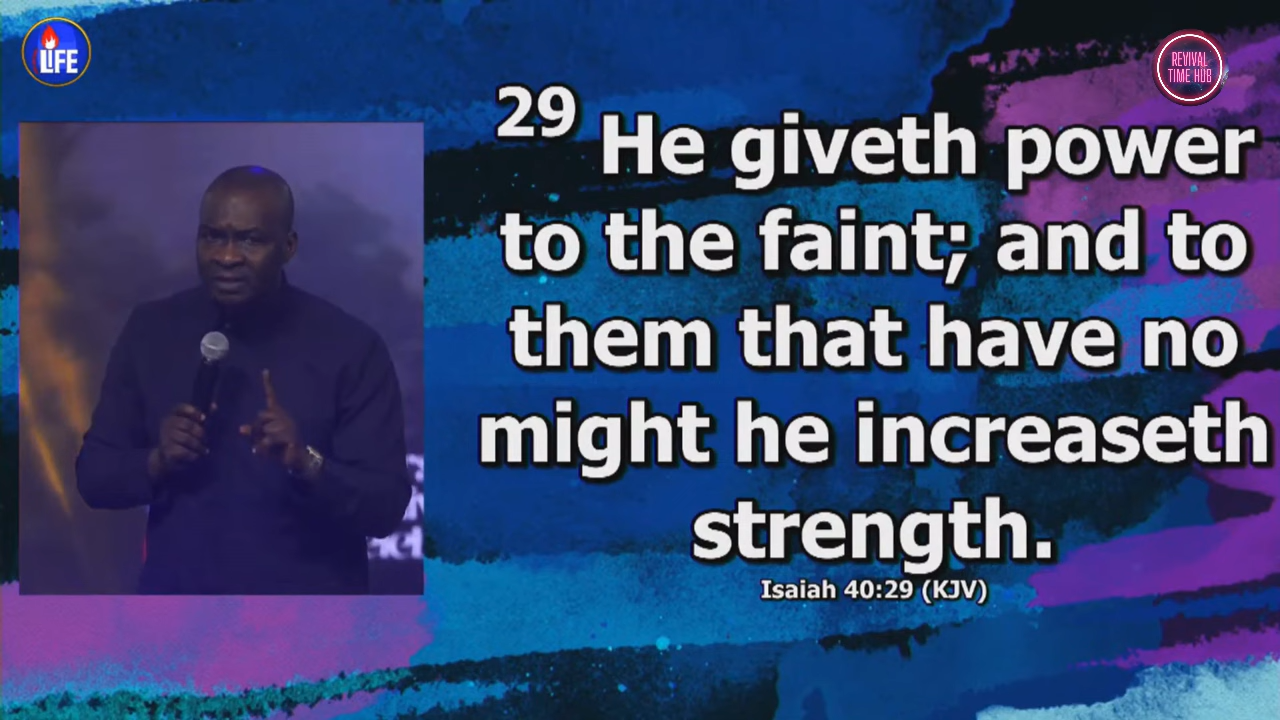 LIFE
REVIVAL
TIME HUB
29 He giveth power
to the faint; and to
them that have no
might he increaseth
strength.
Isaiah 40:29 (KJV)